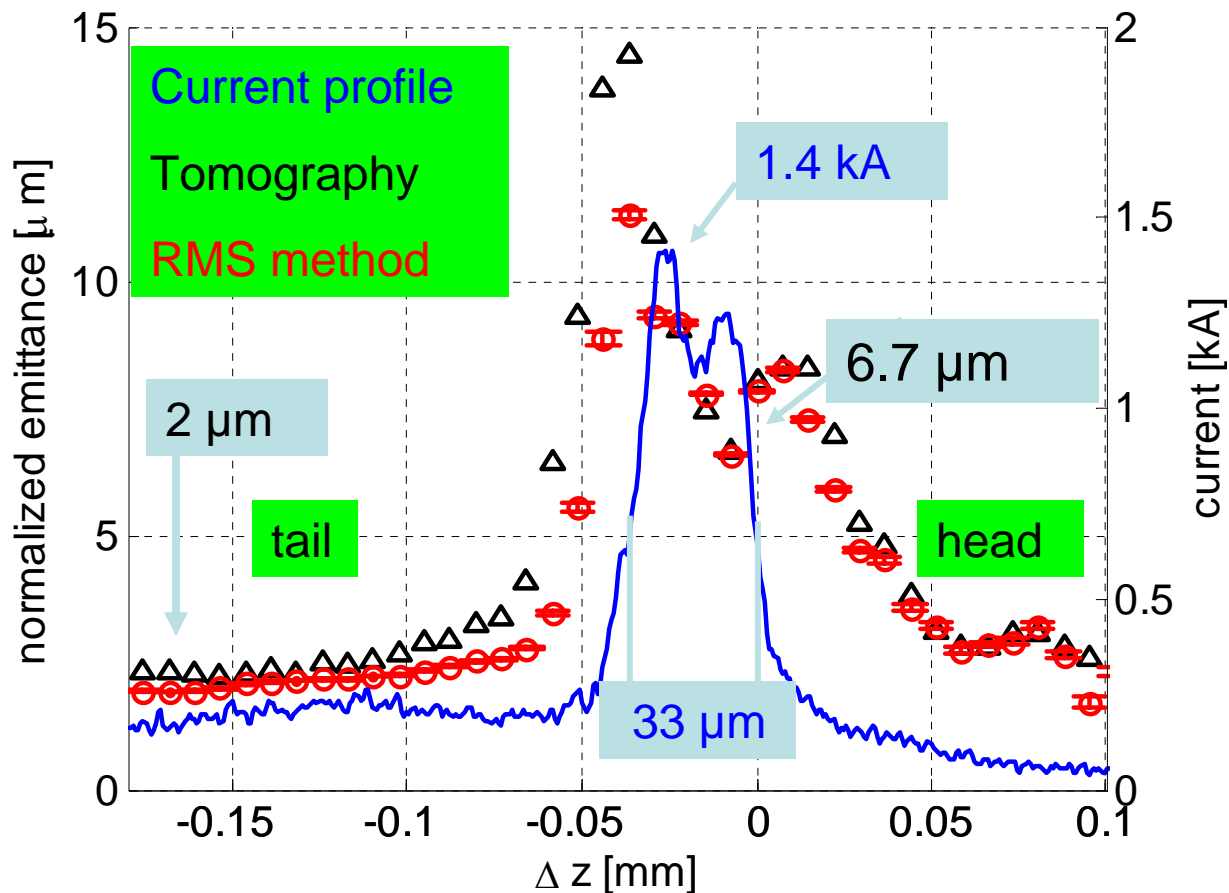 15
10
5
0
normalized emittance [μ m]
Current profile
Tomography
RMS method
1.4 kA
6.7 μm
2 μm
tail
head
33 μm
2
1.5
1
0.5
0
current [kA]
-0.15
-0.1
-0.05
0
0.05
0.1
Δ z [mm]